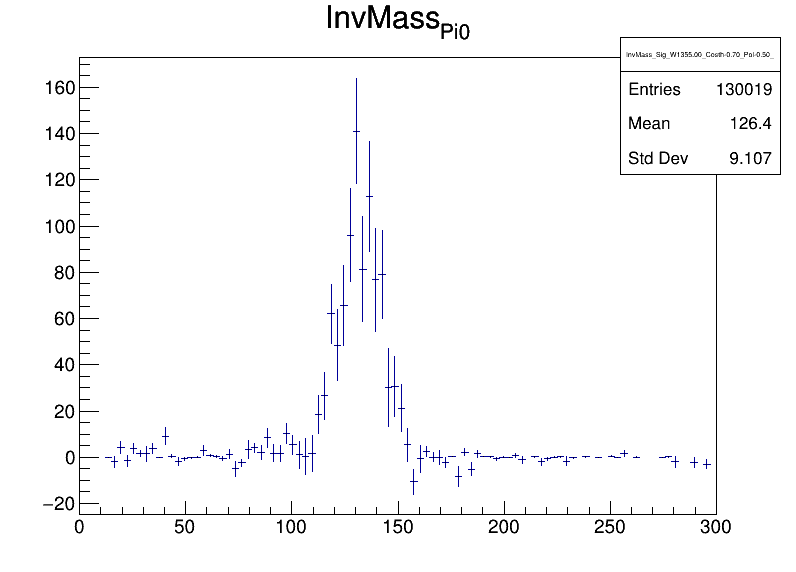 InvMass_Pi0
InvMass_Sig_W1355.00_Costh-0.70_Pol-0.50_
Entries 130019
Mean 126.4
Std Dev 9.107
160
140
120
100
80
60
40
20
0
−20
0 50 100 150 200 250 300